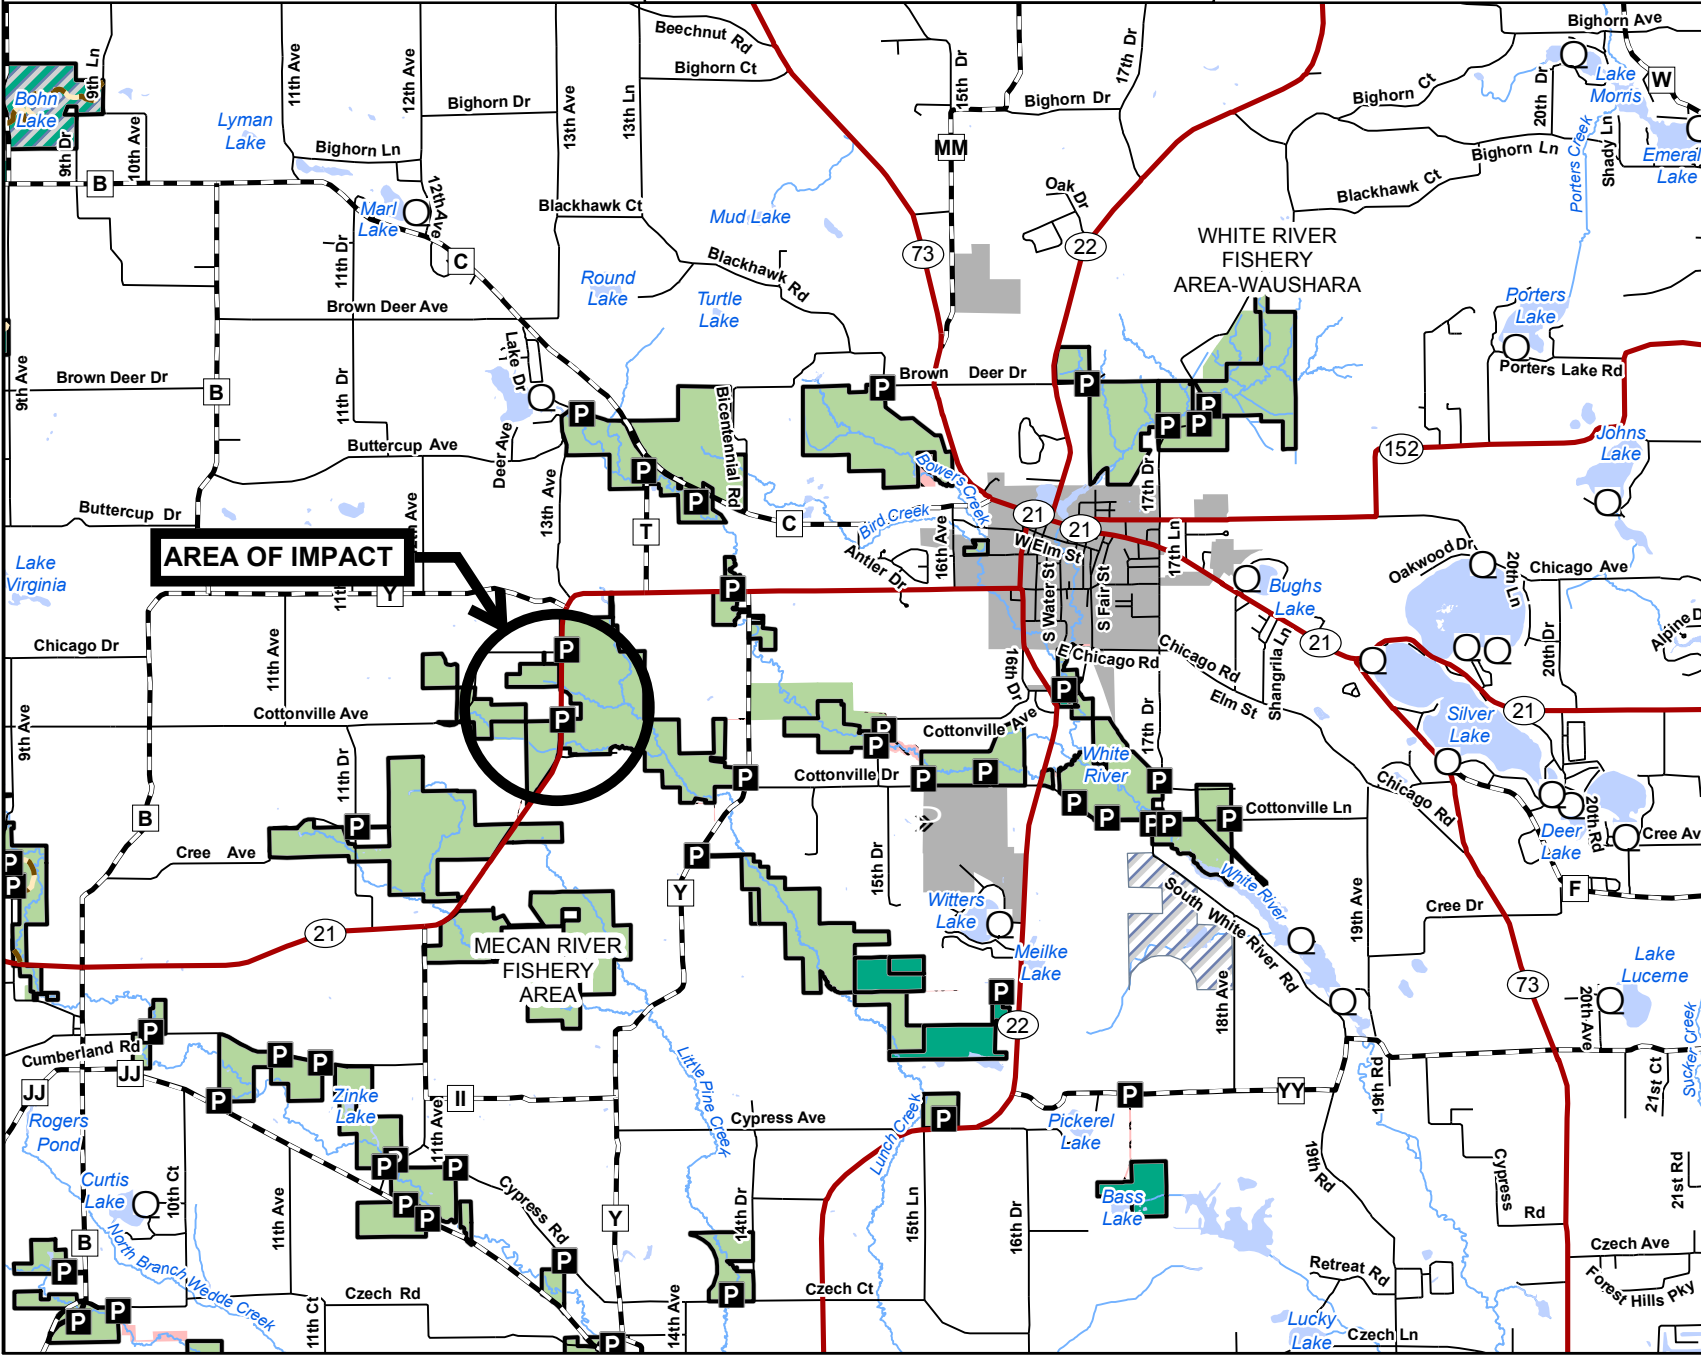 Beechnut Rd
Bighorn Ct
Bighorn Ave
9th Ln
11th Ave
12th Ave
13th Ave
13th Ln
15th Dr
17th Dr
Bohn
Lake
Lyman
Lake
Bighorn Dr
Bighorn Dr
Bighorn Ct
20th Dr
Lake
Morris
W
9th Dr
10th Ave
Bighorn Ln
MM
Bighorn Ln
Porters Creek
Shady Ln
Lake
B
Marl
Lake
12th Ave
Blackhawk Ct
Mud Lake
Oak
Dr
Blackhawk Ct
11th Dr
C
Blackhawk Rd
73
22
WHITE RIVER
FISHERY
AREA-WAUSHARA
Round
Lake
Turtle
Lake
Porters
Lake
Brown Deer Ave
Lake Dr
9th Ave
Brown Deer Dr
B
11th Dr
P
P
Brown Deer Dr
P
Porters Lake Rd
Bicentennial Rd
P
P
P
Buttercup Ave
Deer Ave
P
P
Bowers Creek
17th Dr
152
Johns
Lake
13th Ave
Buttercup Dr
T
C
Bird Creek
16th Ave
21
21
17th Ln
AREA OF IMPACT
Antler Dr
W Elm St
S Water St
S Fair St
Oakwood Dr
20th Ln
Chicago Ave
Lake
Virginia
Y
P
Bughs
Lake
Chicago Dr
11th Ave
P
16th Dr
E Chicago Rd
Chicago Rd
Elm St
Shangrila Ln
21
20th Dr
9th Ave
Cottonville Ave
P
P
P
P
Cottonville Ave
17th Dr
Silver
Lake
21
11th Dr
P
Cottonville Dr
P
P
White
River
P
P
P
P
P
P
Cottonville Ln
Chicago Rd
Deer
Lake
20th Rd
B
P
Cree Ave
P
P
P
Y
15th Dr
Witters
Lake
South White River Rd
White River
19th Ave
Cree Dr
F
21
MECAN RIVER
FISHERY
AREA
Meilke
Lake
Lake
Lucerne
73
P
22
18th Ave
20th Ave
Sucker Creek
Cumberland Rd
P
P
P
JJ
JJ
P
Zinke
Lake
II
11th Ave
Little Pine Creek
Cypress Ave
Lunch Creek
P
P
Pickerel
Lake
YY
19th Rd
21st Ct
Rogers
Pond
Curtis
Lake
10th Ct
11th Ave
P
P
P
P
P
Cypress Rd
Y
14th Dr
15th Ln
16th Dr
Bass
Lake
19th Rd
Cypress
Rd
21st Rd
B
North Branch Wedde Creek
P
P
P
P
P
P
11th Ct
Czech Rd
14th Ave
Czech Ct
Retreat Rd
Lucky
Lake
Czech Ln
Czech Ave
Forest Hills Pky